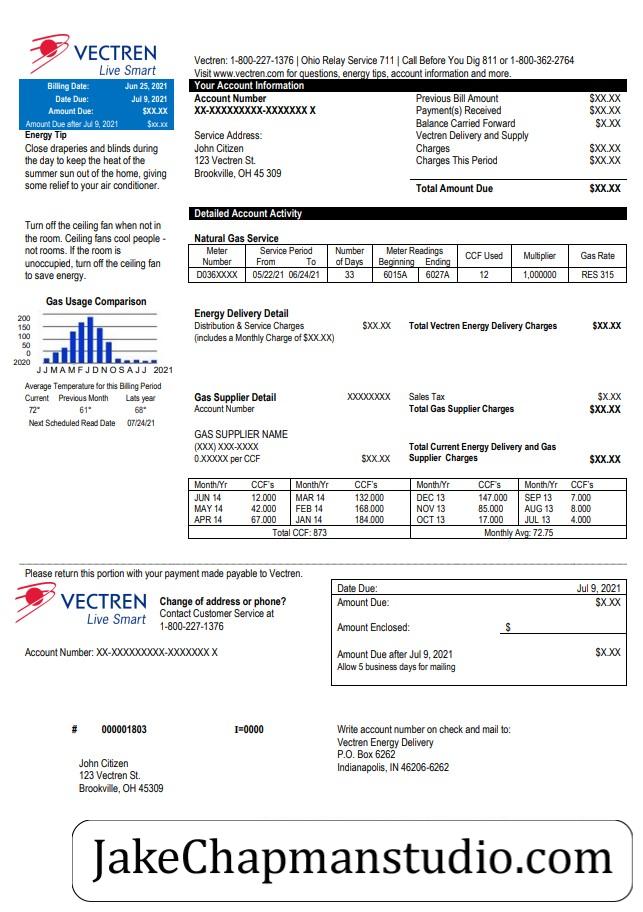 VECTREN
Live Smart
Vectren: 1-800-227-1376 | Ohio Relay Service 711 | Call Before You Dig 811 or 1-800-362-2764
Visit www.vectren.com for questions, energy tips, account information and more.
Billing Date: Jun 25, 2021
Date Due: Jul 9, 2021
Amount Due: $XX.XX
Amount Due after Jul 9, 2021 $xx.xx
Energy Tip
Close draperies and blinds during
the day to keep the heat of the
summer sun out of the home, giving
some relief to your air conditioner.
Turn off the ceiling fan when not in
the room. Ceiling fans cool people -
not rooms. If the room is
unoccupied, turn off the ceiling fan
to save energy.
Gas Usage Comparison
200
150
100
50
0
2020 J J M A M J J A S O N D J F M A J J 2021
Average Temperature for this Billing Period
Current Previous Month Lats year
72° 61° 68°
Next Scheduled Read Date 07/24/21
Your Account Information
Account Number
XX-XXXXXXXXX-XXXXXXX X
Service Address:
John Citizen
123 Vectren St.
Brookville, OH 45 309
Previous Bill Amount $XX.XX
Payment(s) Received $XX.XX
Balance Carried Forward $X.XX
Vectren Delivery and Supply
Charges $XX.XX
Charges This Period $XX.XX
Total Amount Due $XX.XX
Detailed Account Activity
Natural Gas Service
Meter Number Service Period From To Number of Days Meter Readings Beginning Ending CCF Used Multiplier Gas Rate
D036XXXX 05/22/21 06/24/21 33 6015A 6027A 12 1,000000 RES 315
Energy Delivery Detail
Distribution & Service Charges $XX.XX Total Vectren Energy Delivery Charges $XX.XX
(includes a Monthly Charge of $XX.XX)
Gas Supplier Detail XXXXXXXX Sales Tax $X.XX
Account Number Total Gas Supplier Charges $XX.XX
GAS SUPPLIER NAME
(XXX) XXX-XXXX Total Current Energy Delivery and Gas
0.XXXXX per CCF $XX.XX Supplier Charges $XX.XX
Month/Yr CCF's Month/Yr CCF's Month/Yr CCF's Month/Yr CCF's
JUN 14 12.000 MAR 14 132.000 DEC 13 147.000 SEP 13 7.000
MAY 14 42.000 FEB 14 168.000 NOV 13 85.000 AUG 13 8.000
APR 14 67.000 JAN 14 184.000 OCT 13 17.000 JUL 13 4.000
Total CCF: 873 Monthly Avg: 72.75
Please return this portion with your payment made payable to Vectren.
VECTREN
Live Smart
Change of address or phone?
Contact Customer Service at
1-800-227-1376
Account Number: XX-XXXXXXXXX-XXXXXXX X
Date Due: Jul 9, 2021
Amount Due: $X.XX
Amount Enclosed: $
Amount Due after Jul 9, 2021 $X.XX
Allow 5 business days for mailing
# 000001803 I=0000
John Citizen
123 Vectren St.
Brookville, OH 45309
Write account number on check and mail to:
Vectren Energy Delivery
P.O. Box 6262
Indianapolis, IN 46206-6262
JakeChapmanstudio.com